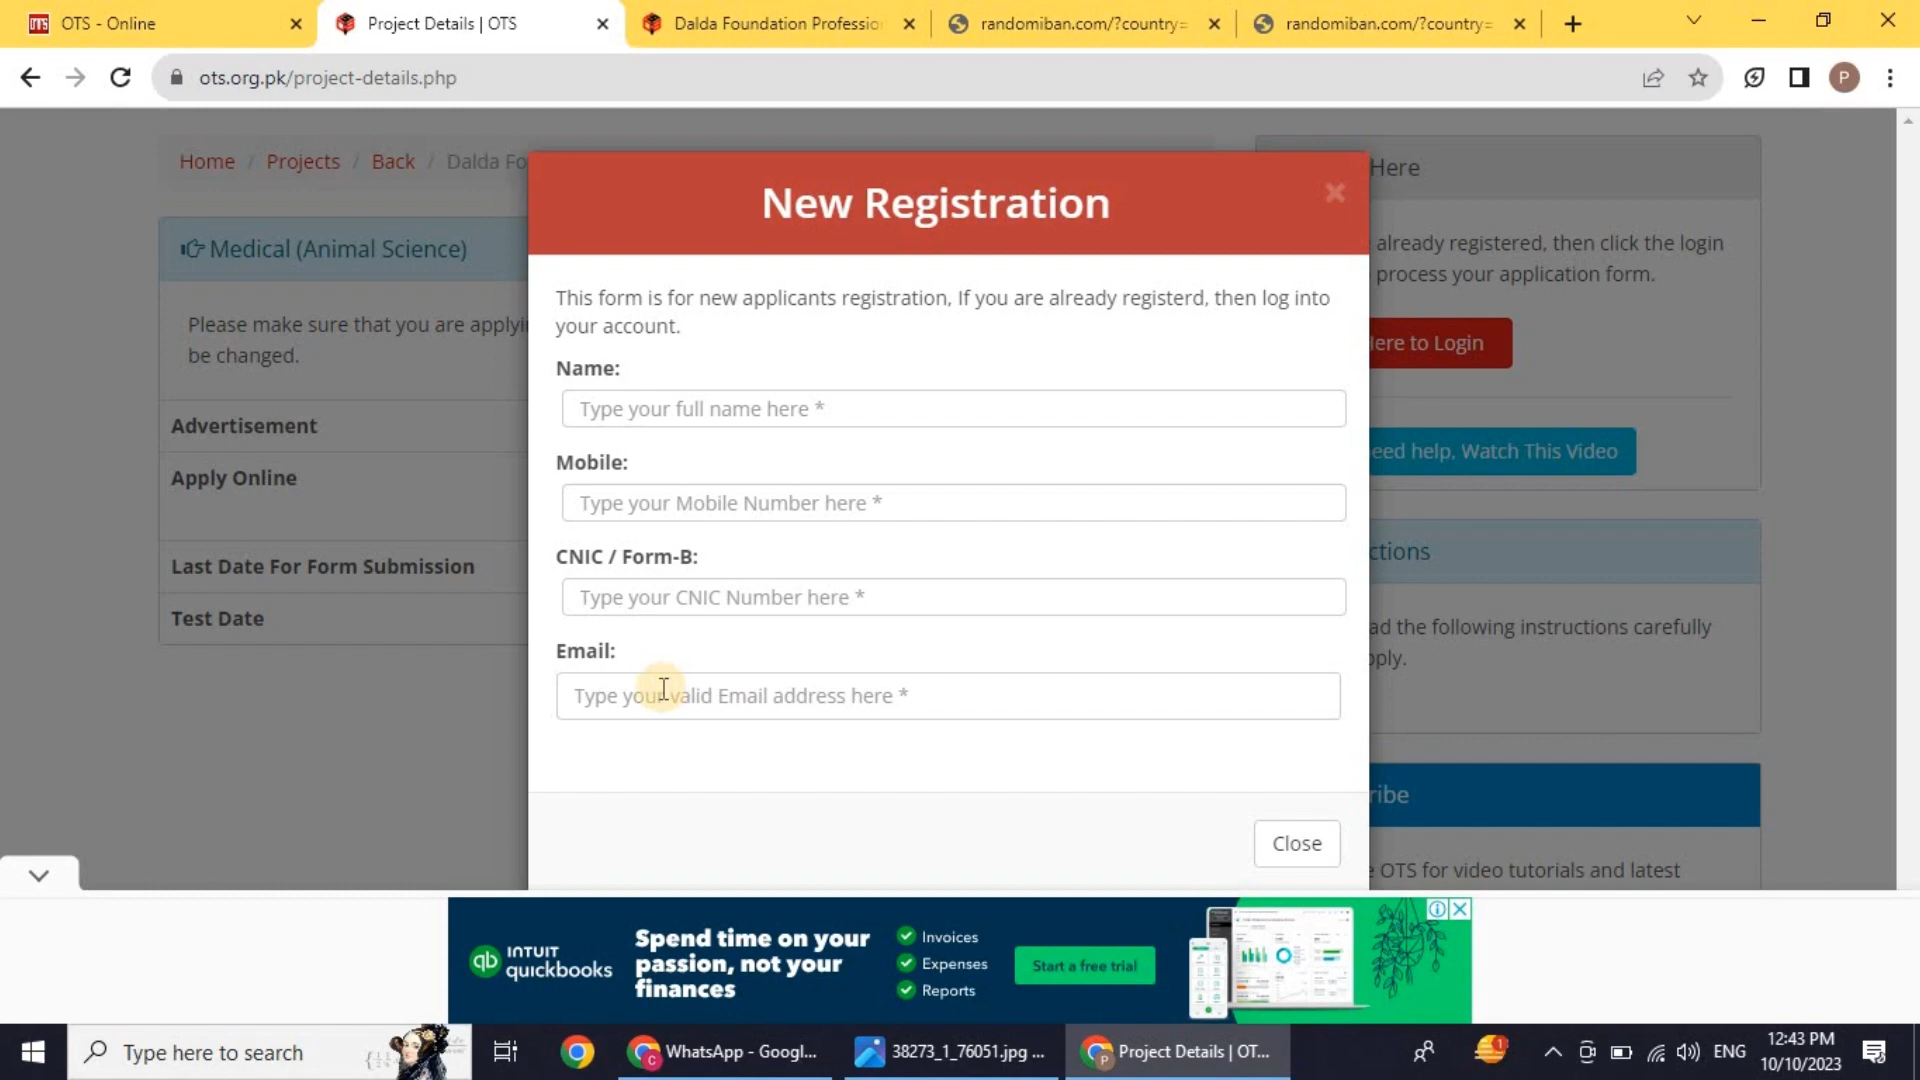 OTS - Online
Project Details | OTS
Dalda Foundation Professio
randomiban.com/?country=
randomiban.com/?country=
ots.org.pk/project-details.php
P
Home / Projects / Back / Dalda Fo
Here
New Registration
Medical (Animal Science)
already registered, then click the login
process your application form.
This form is for new applicants registration, If you are already registerd, then log into
your account.
Please make sure that you are applyi
be changed.
ere to Login
Name:
Type your full name here *
Advertisement
eed help, Watch This Video
Mobile:
Apply Online
Type your Mobile Number here *
CNIC / Form-B:
ctions
Last Date For Form Submission
Type your CNIC Number here *
Test Date
ad the following instructions carefully
pply.
Email:
Type your valid Email address here *
ribe
Close
OTS for video tutorials and latest
INTUIT
quickbooks
Spend time on your
passion, not your
finances
Invoices
Expenses
Reports
Start a free trial
Type here to search
WhatsApp - Googl...
38273_1_76051.jpg ...
Project Details | OT...
1
ENG
12:43 PM
10/10/2023